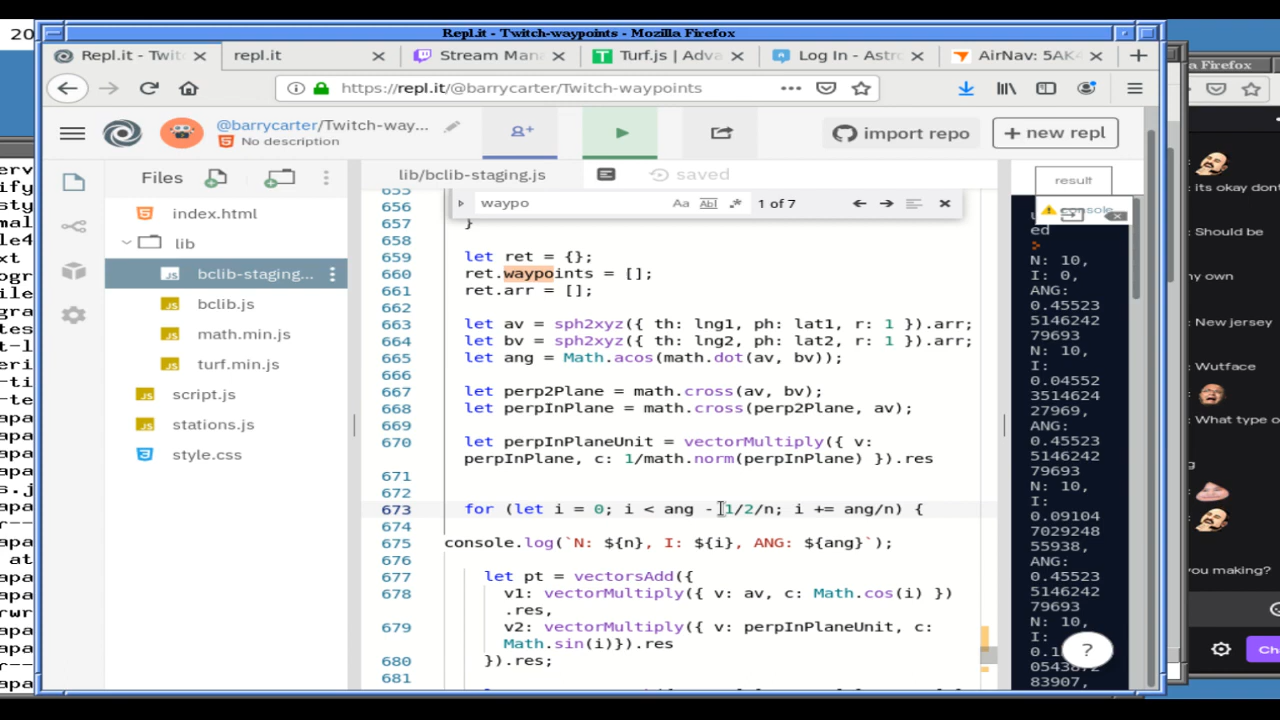 20
Repl.it - Twitch-waypoints - Mozilla Firefox
Repl.it - Twit
repl.it
Stream Man
Turf.js | Adva
Log In - Astro
AirNav: 5AK
Firefox
https://repl.it/@barrycarter/Twitch-waypoints
@barrycarter/Twitch-way...
No description
import repo
+ new repl
Files
lib/bclib-staging.js
saved
result
index.html
lib
bclib-staging...
bclib.js
math.min.js
turf.min.js
script.js
stations.js
style.css
waypo
Aa
Ab|
.*
1 of 7
console
655
656
657 }
658
659 let ret = {};
660 ret.waypoints = [];
661 ret.arr = [];
662
663 let av = sph2xyz({ th: lng1, ph: lat1, r: 1 }).arr;
664 let bv = sph2xyz({ th: lng2, ph: lat2, r: 1 }).arr;
665 let ang = Math.acos(math.dot(av, bv));
666
667 let perp2Plane = math.cross(av, bv);
668 let perpInPlane = math.cross(perp2Plane, av);
669
670 let perpInPlaneUnit = vectorMultiply({ v:
perpInPlane, c: 1/math.norm(perpInPlane) }).res
671
672
673 for (let i = 0; i < ang - 1/2/n; i += ang/n) {
674
675 console.log(`N: ${n}, I: ${i}, ANG: ${ang}`);
676
677 let pt = vectorsAdd({
678 v1: vectorMultiply({ v: av, c: Math.cos(i) })
.res,
679 v2: vectorMultiply({ v: perpInPlaneUnit, c:
Math.sin(i)}).res
680 }).res;
681
ed
>
N: 10,
I: 0,
ANG:
0.45523
5146242
79693
N: 10,
I:
0.04552
3514624
27969,
ANG:
0.45523
5146242
79693
N: 10,
I:
0.09104
7029248
55938,
ANG:
0.45523
5146242
79693
N: 10,
I:
0.1
83907,
?
: its okay dont
: Should be
ny own
: New jersey
: Wutface
: What type o
you making?
Ch